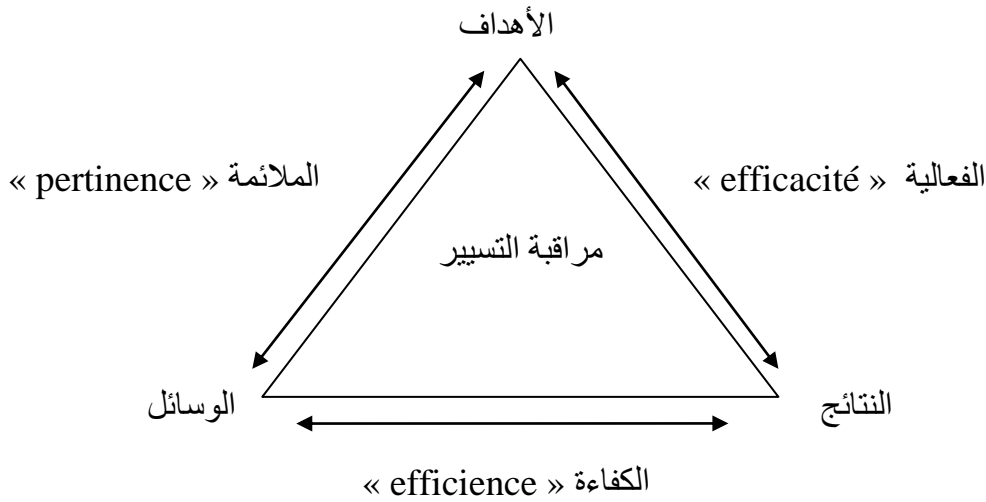 الأهداف
الملائمة « pertinence »
الفعالية « efficacité »
مراقبة التسيير
الوسائل
النتائج
الكفاءة « efficience »